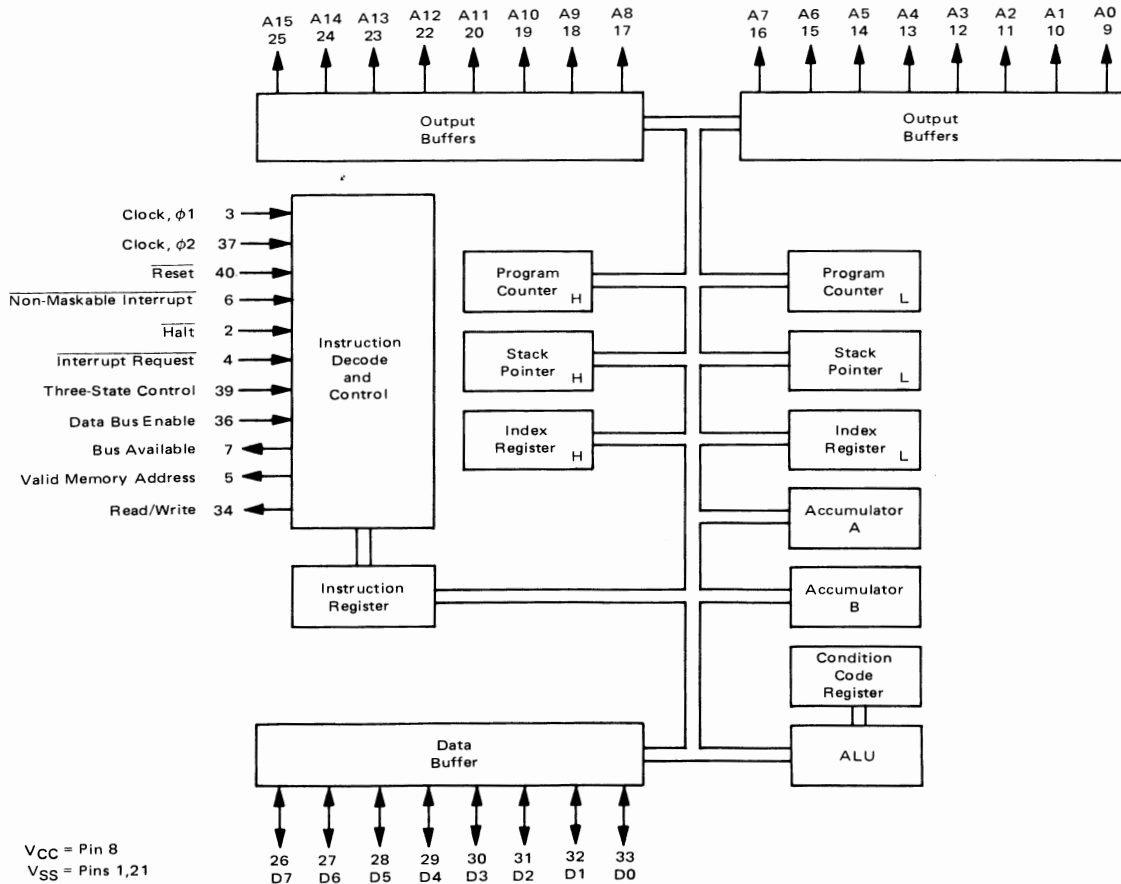 A15 A14 A13 A12 A11 A10 A9 A8 A7 A6 A5 A4 A3 A2 A1 A0
25 24 23 22 20 19 18 17 16 15 14 13 12 11 10 9
Output
Buffers
Output
Buffers
Clock, ϕ1 3
Clock, ϕ2 37
Reset 40
Non-Maskable Interrupt 6
Halt 2
Interrupt Request 4
Three-State Control 39
Data Bus Enable 36
Bus Available 7
Valid Memory Address 5
Read/Write 34
Instruction
Decode
and
Control
Program
Counter H
Program
Counter L
Stack
Pointer H
Stack
Pointer L
Index
Register H
Index
Register L
Accumulator
A
Instruction
Register
Accumulator
B
Condition
Code
Register
Data
Buffer
ALU
26 27 28 29 30 31 32 33
D7 D6 D5 D4 D3 D2 D1 D0
VCC = Pin 8
VSS = Pins 1,21